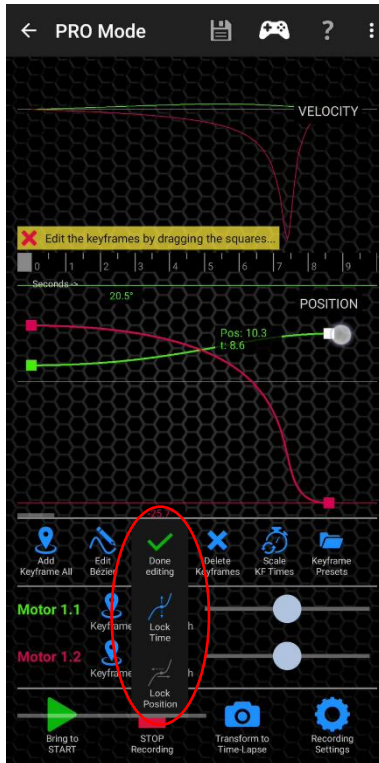 PRO Mode
?
VELOCITY
Edit the keyframes by dragging the squares...
0 1 2 3 4 5 6 7 8 9
Seconds->
20.5°
POSITION
Pos: 10.3
t: 8.6
Add
Keyframe All
Edit
Bézier
Done
editing
Delete
Keyframes
Scale
KF Times
Keyframe
Presets
Motor 1.1
Keyframe
h
Lock
Time
Motor 1.2
Keyframe
h
Lock
Position
Bring to
START
STOP
Recording
Transform to
Time-Lapse
Recording
Settings